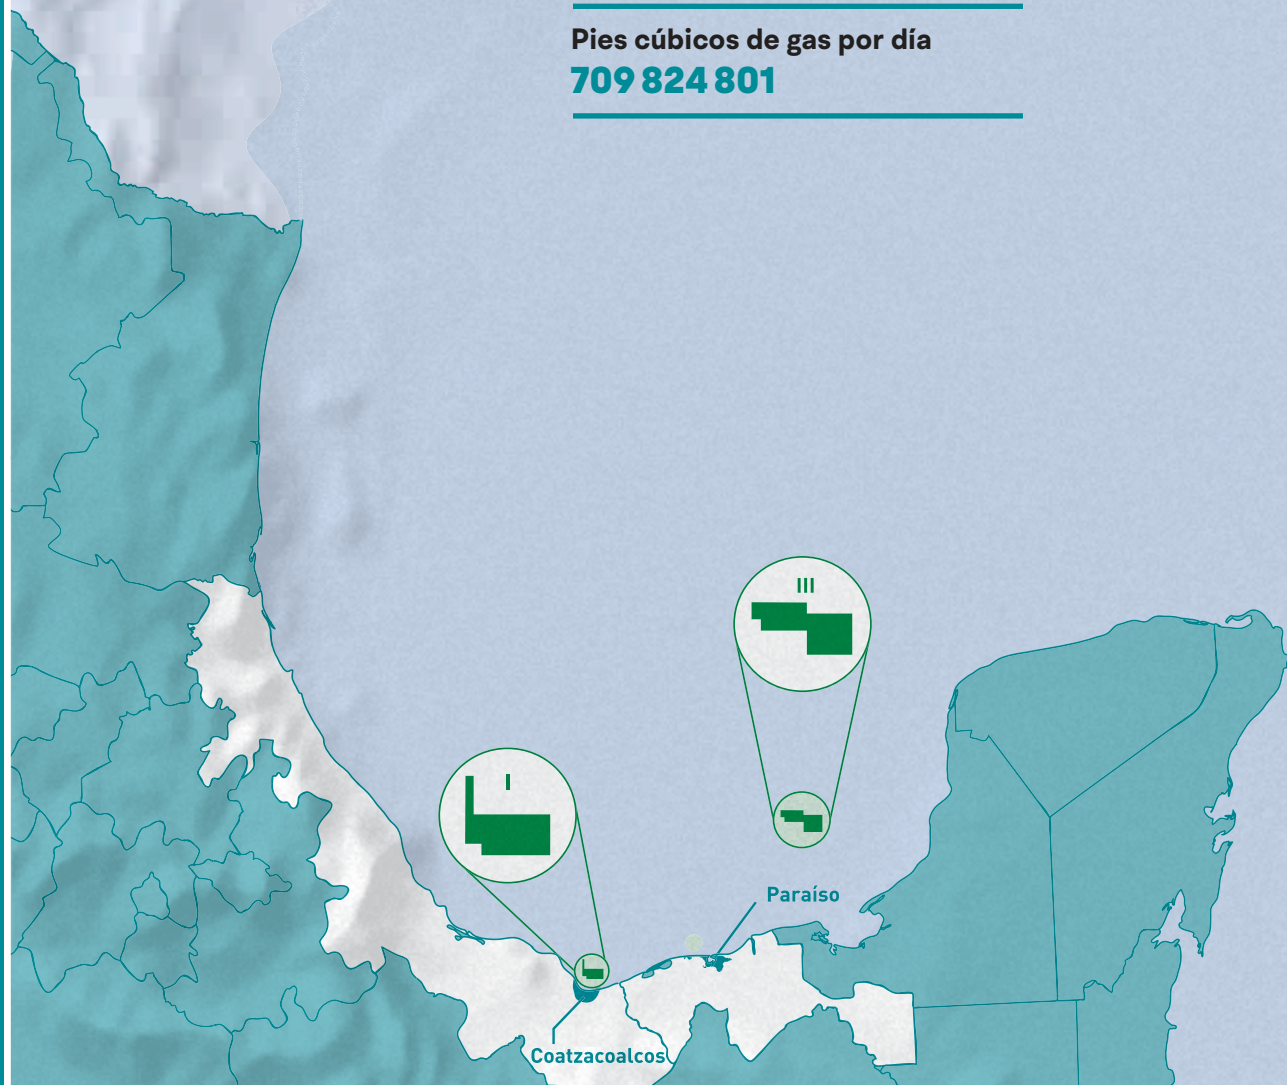 Pies cúbicos de gas por día
709 824 801
III
I
Paraíso
Coatzacoalcos